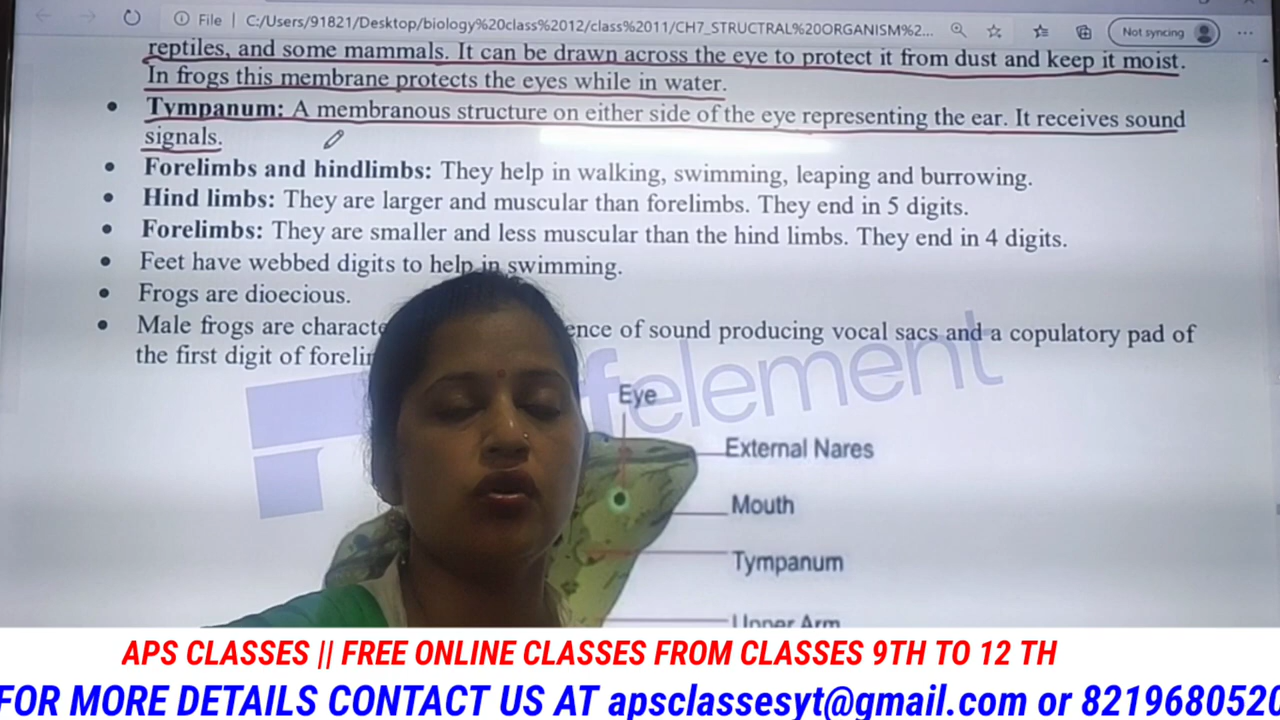 File | C:/Users/91821/Desktop/biology%20class%2012/class%2011/CH7_STRUCTRAL%20ORGANISM%2... Not syncing
reptiles, and some mammals. It can be drawn across the eye to protect it from dust and keep it moist.
In frogs this membrane protects the eyes while in water.
• Tympanum: A membranous structure on either side of the eye representing the ear. It receives sound
signals.
• Forelimbs and hindlimbs: They help in walking, swimming, leaping and burrowing.
• Hind limbs: They are larger and muscular than forelimbs. They end in 5 digits.
• Forelimbs: They are smaller and less muscular than the hind limbs. They end in 4 digits.
• Feet have webbed digits to help in swimming.
• Frogs are dioecious.
• Male frogs are characte ence of sound producing vocal sacs and a copulatory pad of
the first digit of forelim
felement
Eye
External Nares
Mouth
Tympanum
Upper Arm
APS CLASSES || FREE ONLINE CLASSES FROM CLASSES 9TH TO 12 TH
FOR MORE DETAILS CONTACT US AT apsclassesyt@gmail.com or 8219680520